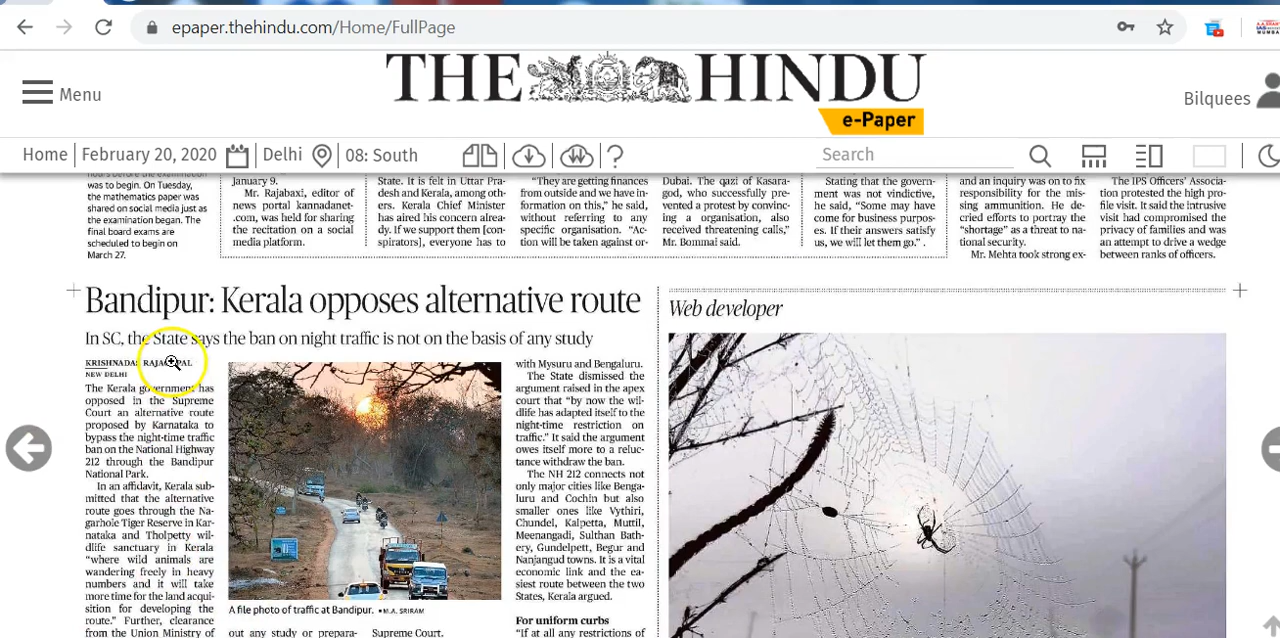 epaper.thehindu.com/Home/FullPage
THE HINDU
e-Paper
Menu
Bilquees
Home
February 20, 2020
Delhi
08: South
Search
hours before the examination
was to begin. On Tuesday,
the mathematics paper was
shared on social media just as
the examination began. The
final board exams are
scheduled to begin on
March 27.
January 9.
Mr. Rajabaxi, editor of
news portal kannadanet-
.com, was held for sharing
the recitation on a social
media platform.
State. It is felt in Uttar Pra-
desh and Kerala, among oth-
ers. Kerala Chief Minister
has aired his concern alrea-
dy. If we support them [con-
spirators], everyone has to
“They are getting finances
from outside and we have in-
formation on this,” he said,
without referring to any
specific organisation. “Ac-
tion will be taken against or-
Dubai. The qazi of Kasara-
god, who successfully pre-
vented a protest by convinc-
ing a organisation, also
received threatening calls,”
Mr. Bommai said.
Stating that the govern-
ment was not vindictive,
he said, “Some may have
come for business purpos-
es. If their answers satisfy
us, we will let them go.” .
and an inquiry was on to fix
responsibility for the mis-
sing ammunition. He de-
cried efforts to portray the
“shortage” as a threat to na-
tional security.
Mr. Mehta took strong ex-
The IPS Officers’ Associa-
tion protested the high pro-
file visit. It said the intrusive
visit had compromised the
privacy of families and was
an attempt to drive a wedge
between ranks of officers.
Bandipur: Kerala opposes alternative route
In SC, the State says the ban on night traffic is not on the basis of any study
KRISHNADAS RAJAGOPAL
NEW DELHI
The Kerala government has
opposed in the Supreme
Court an alternative route
proposed by Karnataka to
bypass the night-time traffic
ban on the National Highway
212 through the Bandipur
National Park.
In an affidavit, Kerala sub-
mitted that the alternative
route goes through the Na-
garhole Tiger Reserve in Kar-
nataka and Tholpetty wil-
dlife sanctuary in Kerala
“where wild animals are
wandering freely in heavy
numbers and it will take
more time for the land acqui-
sition for developing the
route.” Further, clearance
from the Union Ministry of
A file photo of traffic at Bandipur. •M.A. SRIRAM
out any study or prepara-
Supreme Court.
with Mysuru and Bengaluru.
The State dismissed the
argument raised in the apex
court that “by now the wil-
dlife has adapted itself to the
night-time restriction on
traffic.” It said the argument
owes itself more to a reluc-
tance withdraw the ban.
The NH 212 connects not
only major cities like Benga-
luru and Cochin but also
smaller ones like Vythiri,
Chundel, Kalpetta, Muttil,
Meenangadi, Sulthan Bath-
ery, Gundelpett, Begur and
Nanjangud towns. It is a vital
economic link and the ea-
siest route between the two
States, Kerala argued.
For uniform curbs
“If at all any restrictions of
Web developer